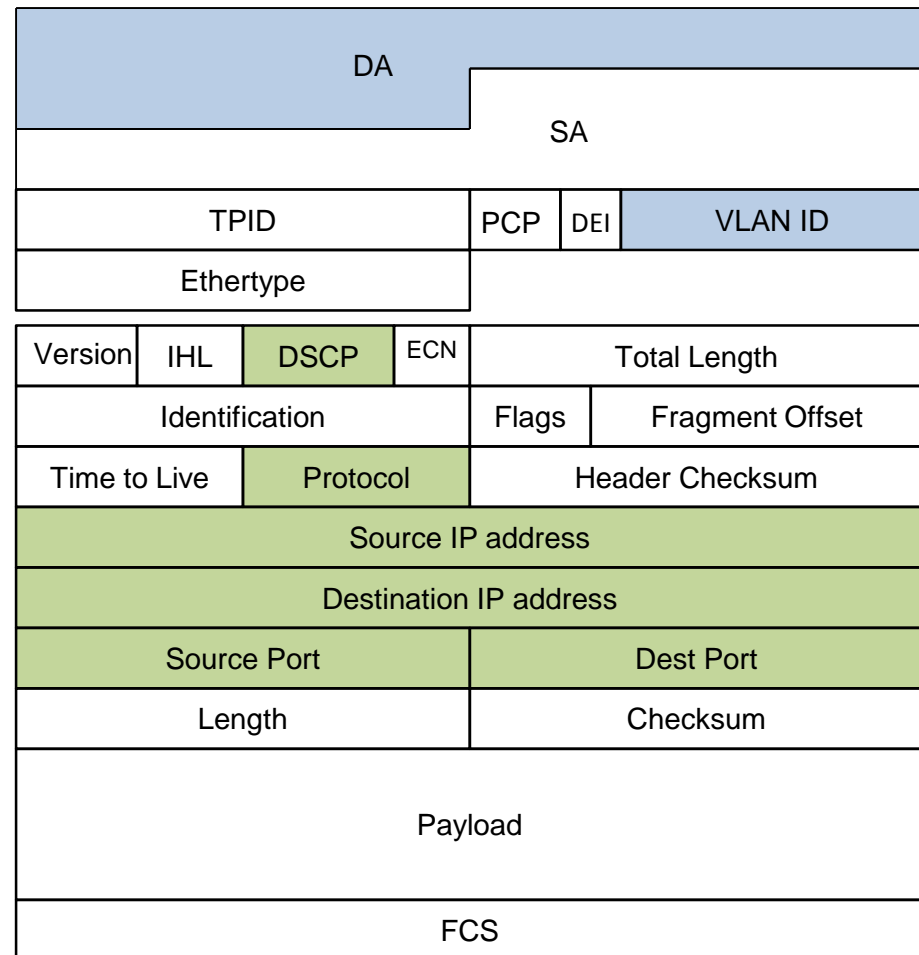 DA
SA
TPID PCP DEI VLAN ID
Ethertype
Version IHL DSCP ECN Total Length
Identification Flags Fragment Offset
Time to Live Protocol Header Checksum
Source IP address
Destination IP address
Source Port Dest Port
Length Checksum
Payload
FCS